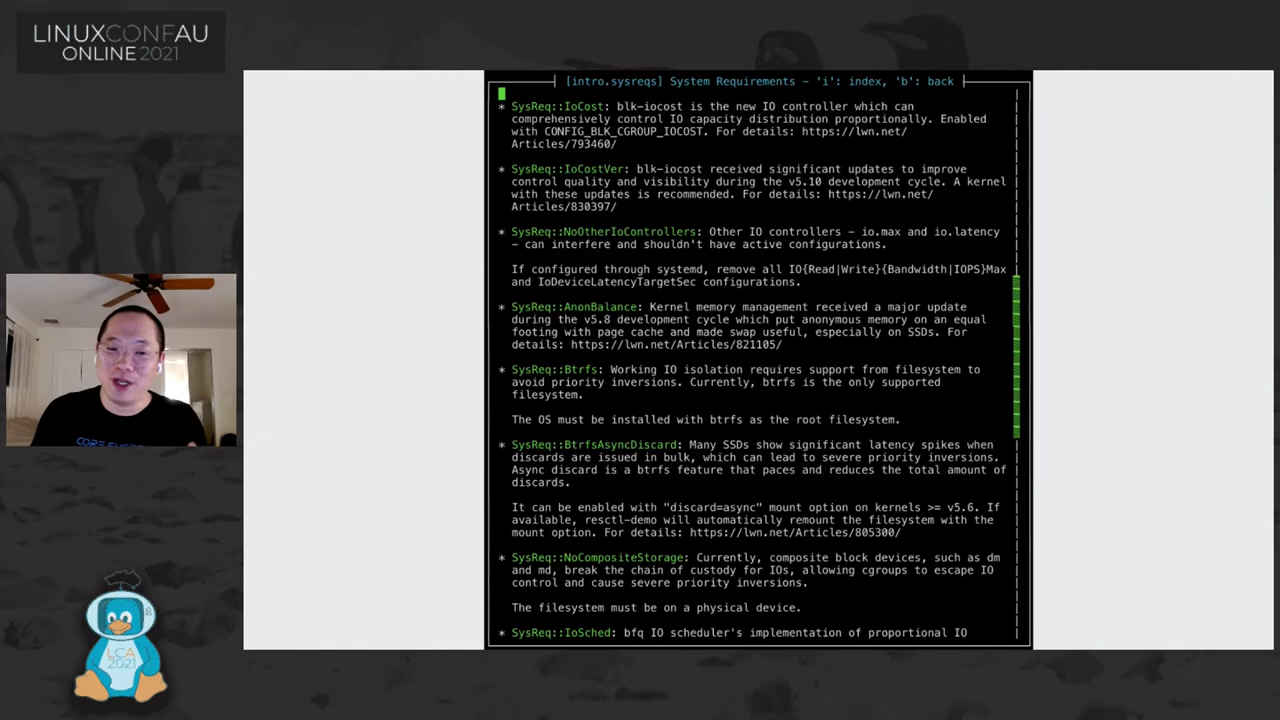 LINUXCONFAU
ONLINE 2021
[intro.sysreqs] System Requirements - 'i': index, 'b': back
* SysReq::IoCost: blk-iocost is the new IO controller which can
comprehensively control IO capacity distribution proportionally. Enabled
with CONFIG_BLK_CGROUP_IOCOST. For details: https://lwn.net/
Articles/793460/
* SysReq::IoCostVer: blk-iocost received significant updates to improve
control quality and visibility during the v5.10 development cycle. A kernel
with these updates is recommended. For details: https://lwn.net/
Articles/830397/
* SysReq::NoOtherIoControllers: Other IO controllers - io.max and io.latency
- can interfere and shouldn't have active configurations.
If configured through systemd, remove all IO{Read|Write}{Bandwidth|IOPS}Max
and IoDeviceLatencyTargetSec configurations.
* SysReq::AnonBalance: Kernel memory management received a major update
during the v5.8 development cycle which put anonymous memory on an equal
footing with page cache and made swap useful, especially on SSDs. For
details: https://lwn.net/Articles/821105/
* SysReq::Btrfs: Working IO isolation requires support from filesystem to
avoid priority inversions. Currently, btrfs is the only supported
filesystem.
The OS must be installed with btrfs as the root filesystem.
* SysReq::BtrfsAsyncDiscard: Many SSDs show significant latency spikes when
discards are issued in bulk, which can lead to severe priority inversions.
Async discard is a btrfs feature that paces and reduces the total amount of
discards.
It can be enabled with "discard=async" mount option on kernels >= v5.6. If
available, resctl-demo will automatically remount the filesystem with the
mount option. For details: https://lwn.net/Articles/805300/
* SysReq::NoCompositeStorage: Currently, composite block devices, such as dm
and md, break the chain of custody for IOs, allowing cgroups to escape IO
control and cause severe priority inversions.
The filesystem must be on a physical device.
* SysReq::IoSched: bfq IO scheduler's implementation of proportional IO
CORE
LCA
2021